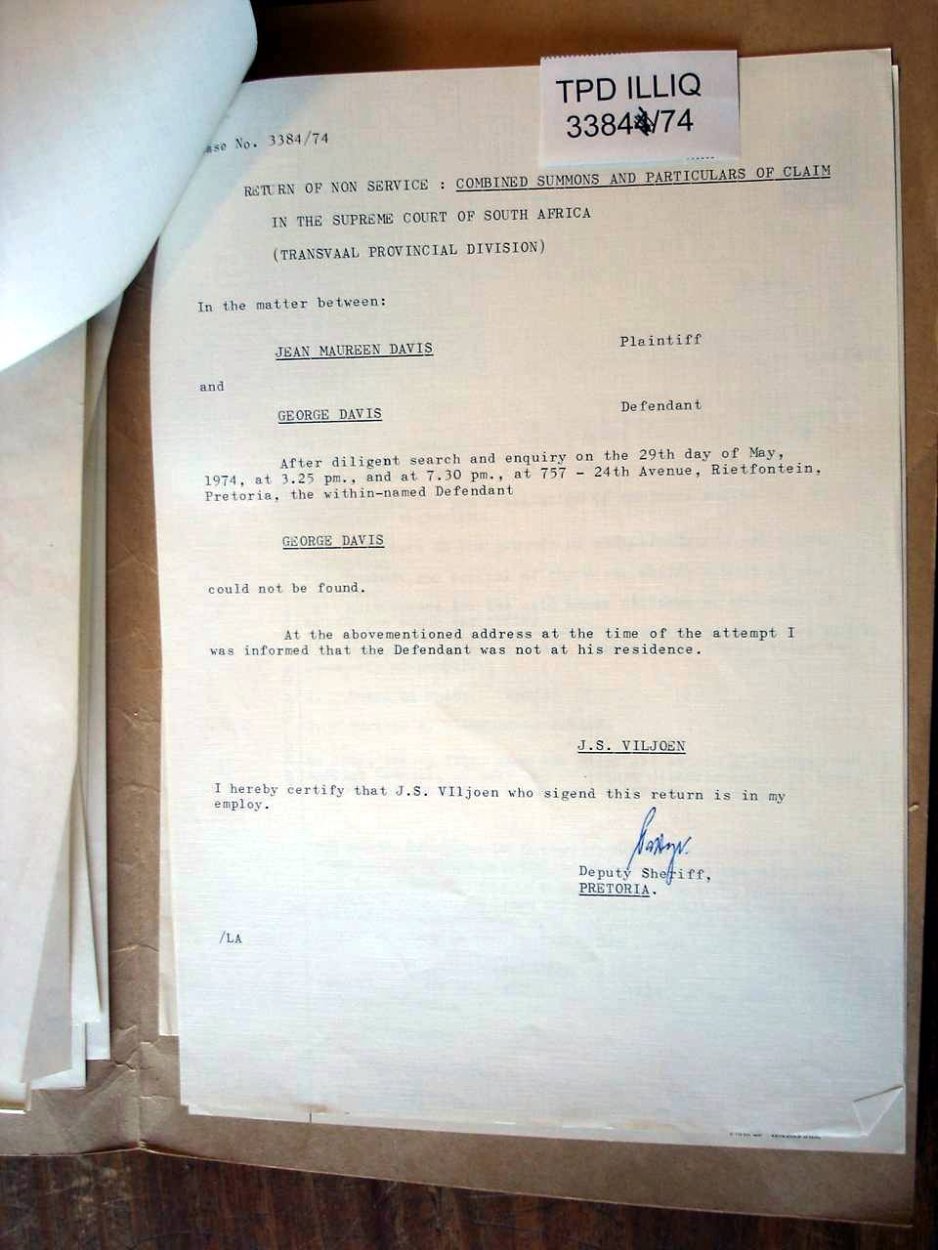 TPD ILLIQ
3384/74
ase No. 3384/74
RETURN OF NON SERVICE : COMBINED SUMMONS AND PARTICULARS OF CLAIM
IN THE SUPREME COURT OF SOUTH AFRICA
(TRANSVAAL PROVINCIAL DIVISION)
In the matter between:
JEAN MAUREEN DAVIS Plaintiff
and
GEORGE DAVIS Defendant
After diligent search and enquiry on the 29th day of May,
1974, at 3.25 pm., and at 7.30 pm., at 757 - 24th Avenue, Rietfontein,
Pretoria, the within-named Defendant
GEORGE DAVIS
could not be found.
At the abovementioned address at the time of the attempt I
was informed that the Defendant was not at his residence.
J.S. VILJOEN
I hereby certify that J.S. VIljoen who sigend this return is in my
employ.
Deputy Sheriff,
PRETORIA.
/LA